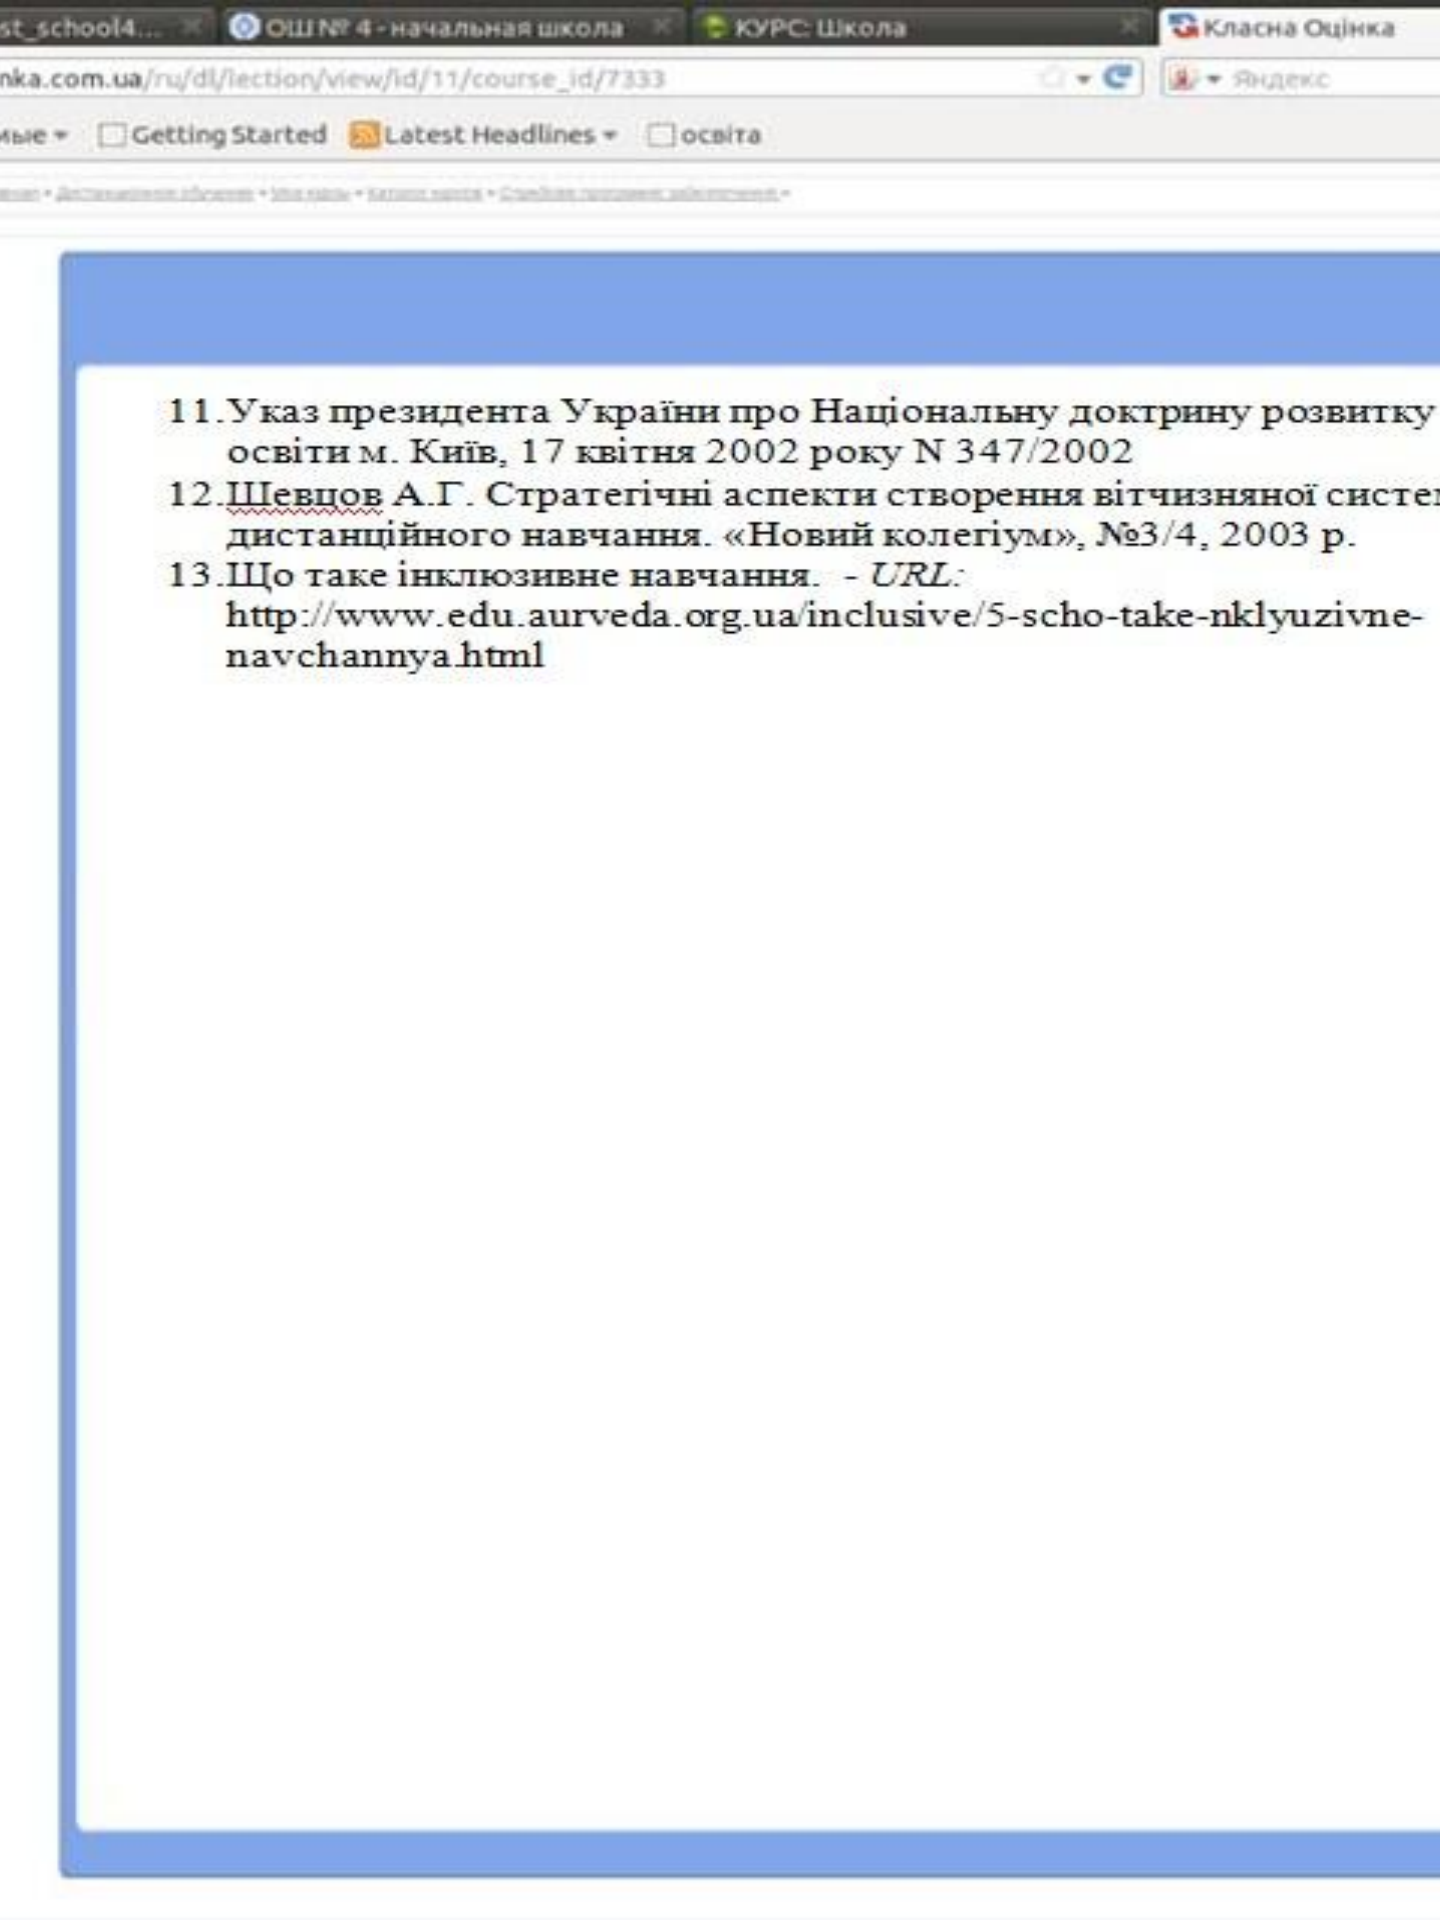 st_school4... ОШ № 4 - начальная школа КУРС: Школа Класна Оцінка
nka.com.ua/ru/dl/lection/view/id/11/course_id/7333 Яндекс
мые Getting Started Latest Headlines освіта
11.Указ президента України про Національну доктрину розвитку
освіти м. Київ, 17 квітня 2002 року N 347/2002
12.Шевцов А.Г. Стратегічні аспекти створення вітчизняної систем
дистанційного навчання. «Новий колегіум», №3/4, 2003 р.
13.Що таке інклюзивне навчання. - URL:
http://www.edu.aurveda.org.ua/inclusive/5-scho-take-nklyuzivne-
navchannya.html